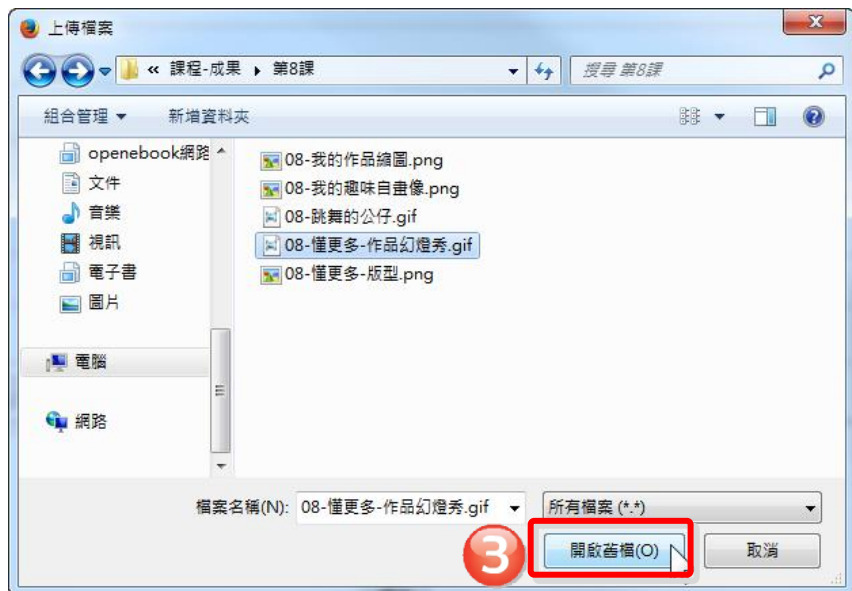 上傳檔案
« 課程-成果 ▸ 第8課
搜尋 第8課
組合管理 ▼ 新增資料夾
openebook網路
文件
音樂
視訊
電子書
圖片
電腦
網路
08-我的作品縮圖.png
08-我的趣味自畫像.png
08-跳舞的公仔.gif
08-懂更多-作品幻燈秀.gif
08-懂更多-版型.png
檔案名稱(N): 08-懂更多-作品幻燈秀.gif 所有檔案 (*.*)
3 開啟舊檔(O) 取消